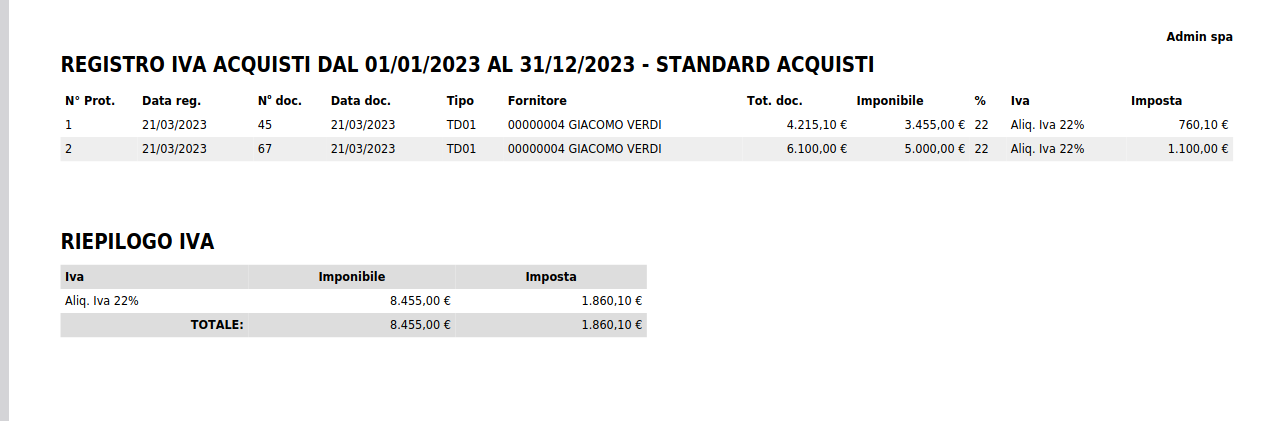 Admin spa
REGISTRO IVA ACQUISTI DAL 01/01/2023 AL 31/12/2023 - STANDARD ACQUISTI
N° Prot. Data reg. N° doc. Data doc. Tipo Fornitore Tot. doc. Imponibile % Iva Imposta
1 21/03/2023 45 21/03/2023 TD01 00000004 GIACOMO VERDI 4.215,10 € 3.455,00 € 22 Aliq. Iva 22% 760,10 €
2 21/03/2023 67 21/03/2023 TD01 00000004 GIACOMO VERDI 6.100,00 € 5.000,00 € 22 Aliq. Iva 22% 1.100,00 €
RIEPILOGO IVA
Iva Imponibile Imposta
Aliq. Iva 22% 8.455,00 € 1.860,10 €
TOTALE: 8.455,00 € 1.860,10 €